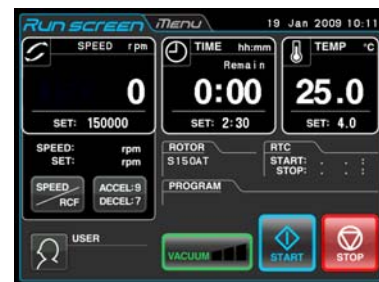 Run screen Menu 19 Jan 2009 10:11
SPEED rpm
0
SET: 150000
TIME hh:mm
Remain
0:00
SET: 2:30
TEMP °C
25.0
SET: 4.0
SPEED: rpm
SET: rpm
SPEED
RCF
ACCEL:9
DECEL:7
ROTOR
S150AT
RTC
START: . . :
STOP: . . :
PROGRAM
USER
VACUUM
START
STOP